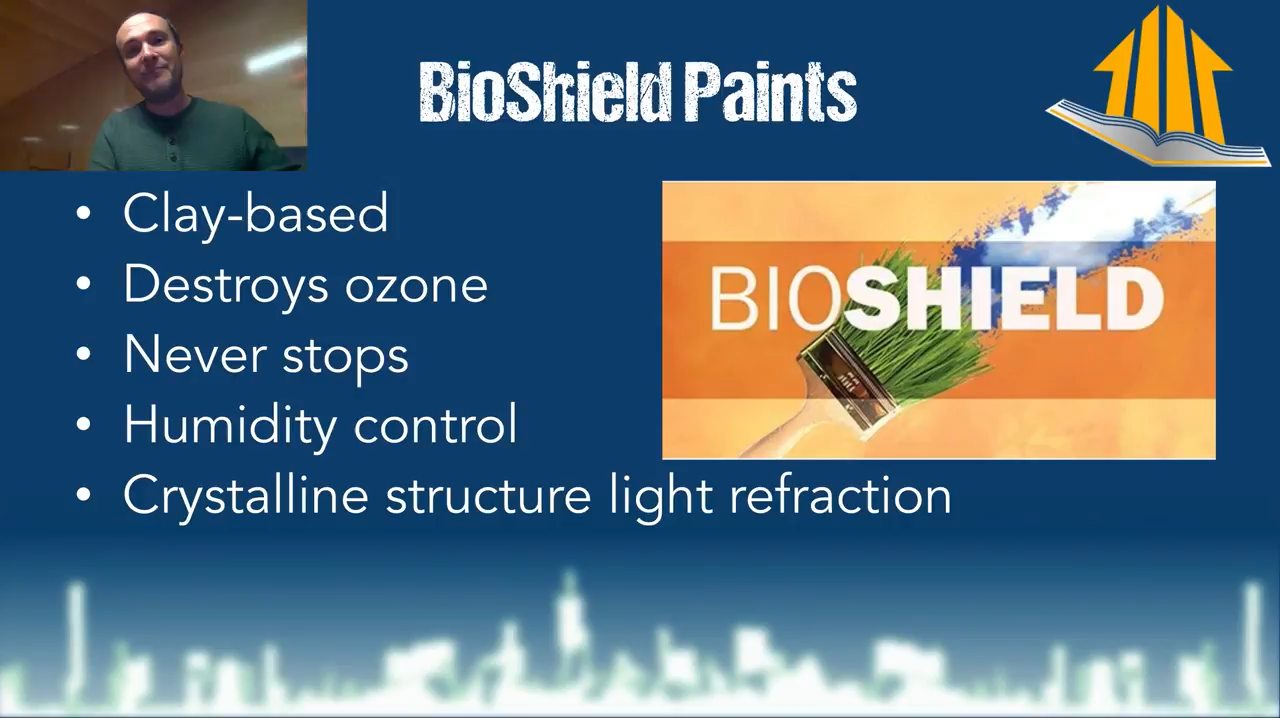 BioShield Paints
• Clay-based
• Destroys ozone
• Never stops
• Humidity control
• Crystalline structure light refraction
BIOSHIELD